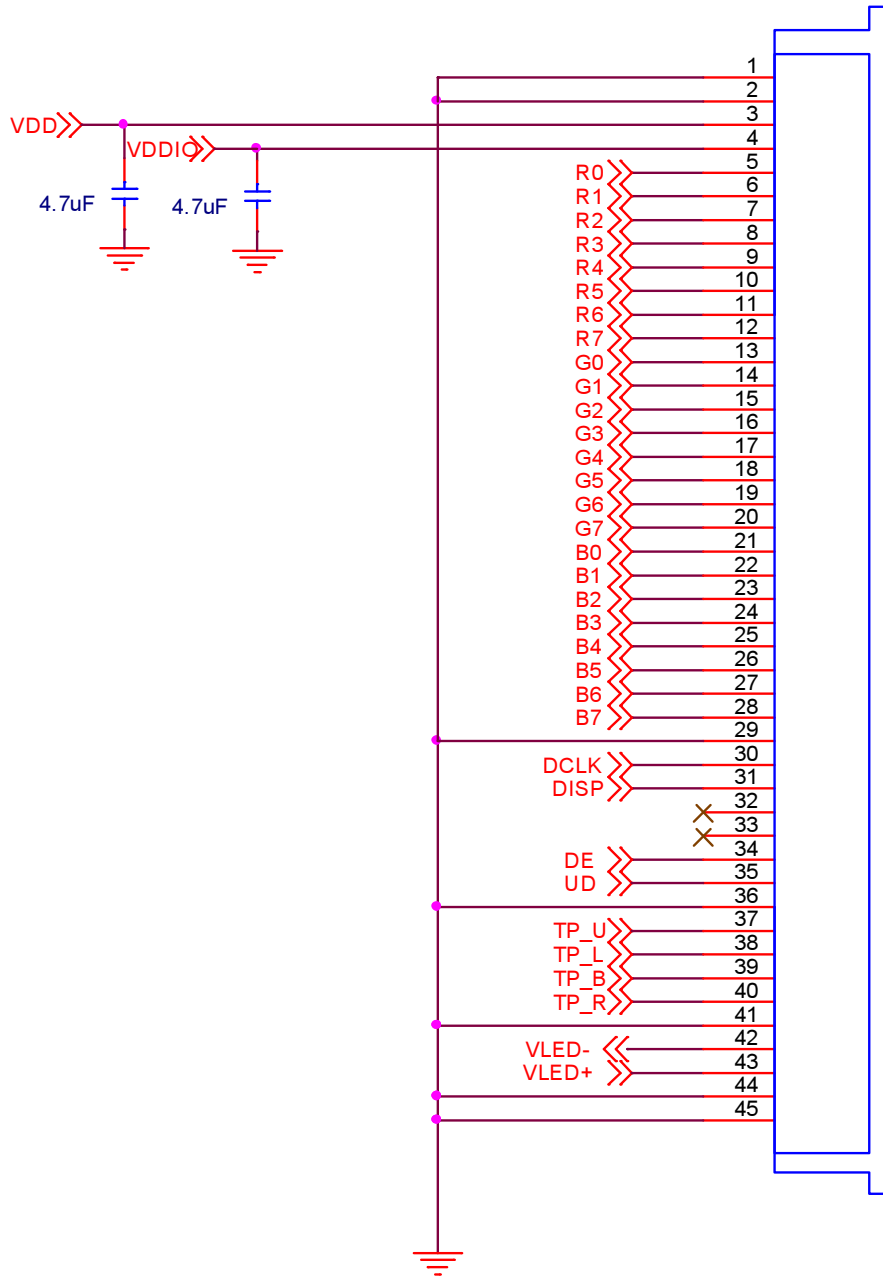 1
2
VDD 3
VDDIO 4
R0 5
R1 6
4.7uF 4.7uF R2 7
R3 8
R4 9
R5 10
R6 11
R7 12
G0 13
G1 14
G2 15
G3 16
G4 17
G5 18
G6 19
G7 20
B0 21
B1 22
B2 23
B3 24
B4 25
B5 26
B6 27
B7 28
29
DCLK 30
DISP 31
32
33
DE 34
UD 35
36
TP_U 37
TP_L 38
TP_B 39
TP_R 40
41
VLED- 42
VLED+ 43
44
45